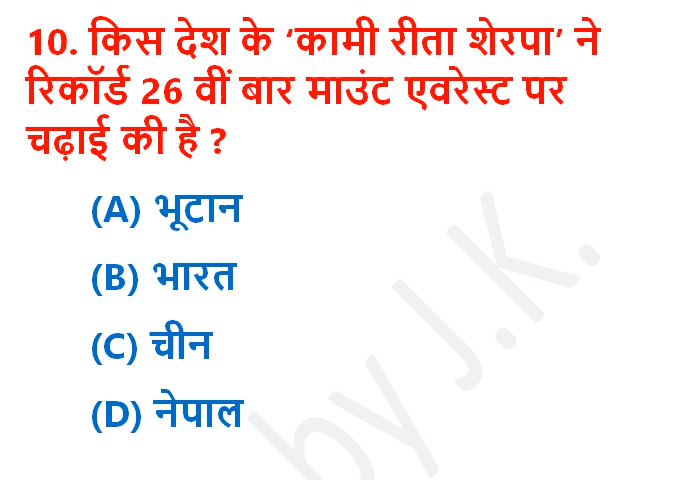 10. किस देश के ‘कामी रीता शेरपा’ ने
रिकॉर्ड 26 वीं बार माउंट एवरेस्ट पर
चढ़ाई की है ?
(A) भूटान
(B) भारत
(C) चीन
(D) नेपाल
by J.K.